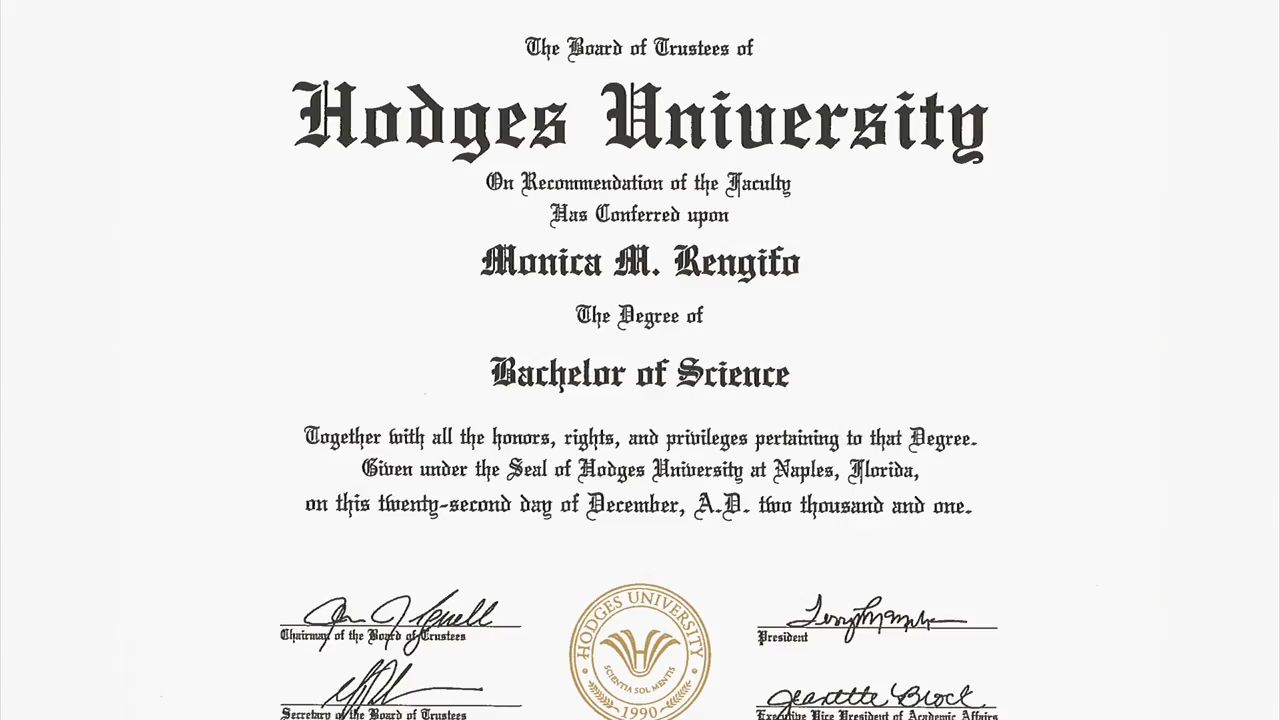 The Board of Trustees of
Hodges University
On Recommendation of the Faculty
Has Conferred upon
Monica M. Rengifo
The Degree of
Bachelor of Science
Together with all the honors, rights, and privileges pertaining to that Degree.
Given under the Seal of Hodges University at Naples, Florida,
on this twenty-second day of December, A.D. two thousand and one.
Chairman of the Board of Trustees
President
HODGES UNIVERSITY
SCIENTIA SOL MENTIS
1990
Jeanette Brock
Secretary of the Board of Trustees
Executive Vice President of Academic Affairs